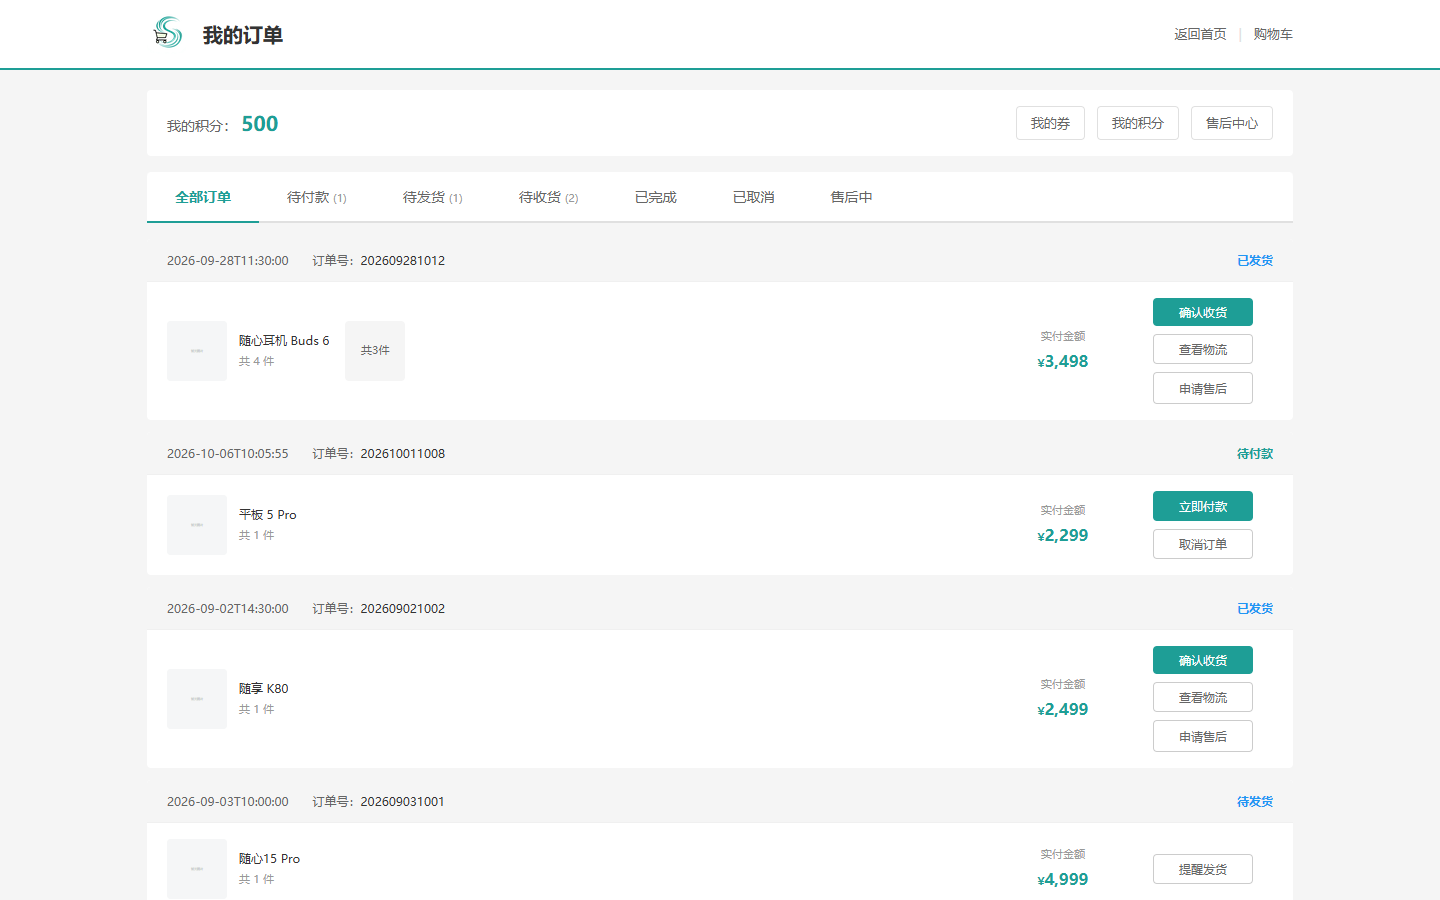 我的订单
返回首页 | 购物车
我的积分： 500
我的券 我的积分 售后中心
全部订单 待付款 (1) 待发货 (1) 待收货 (2) 已完成 已取消 售后中
2026-09-28T11:30:00 订单号：202609281012 已发货
随心耳机 Buds 6
共 4 件
共3件
实付金额
¥3,498
确认收货
查看物流
申请售后
2026-10-06T10:05:55 订单号：202610011008 待付款
平板 5 Pro
共 1 件
实付金额
¥2,299
立即付款
取消订单
2026-09-02T14:30:00 订单号：202609021002 已发货
随享 K80
共 1 件
实付金额
¥2,499
确认收货
查看物流
申请售后
2026-09-03T10:00:00 订单号：202609031001 待发货
随心15 Pro
共 1 件
实付金额
¥4,999
提醒发货